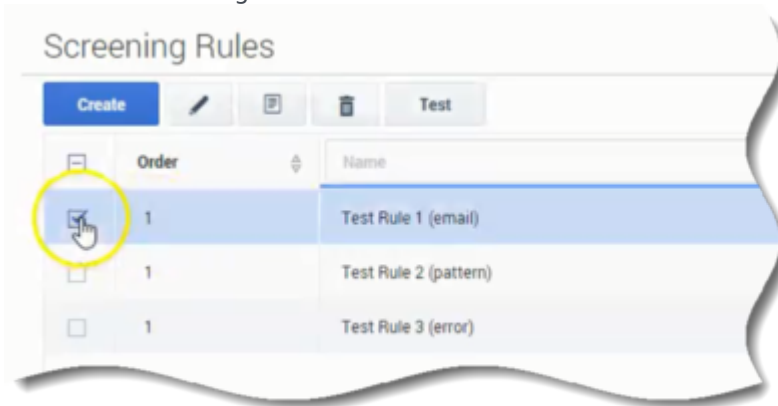 Screening Rules
Create Test
Order Name
1 Test Rule 1 (email)
1 Test Rule 2 (pattern)
1 Test Rule 3 (error)